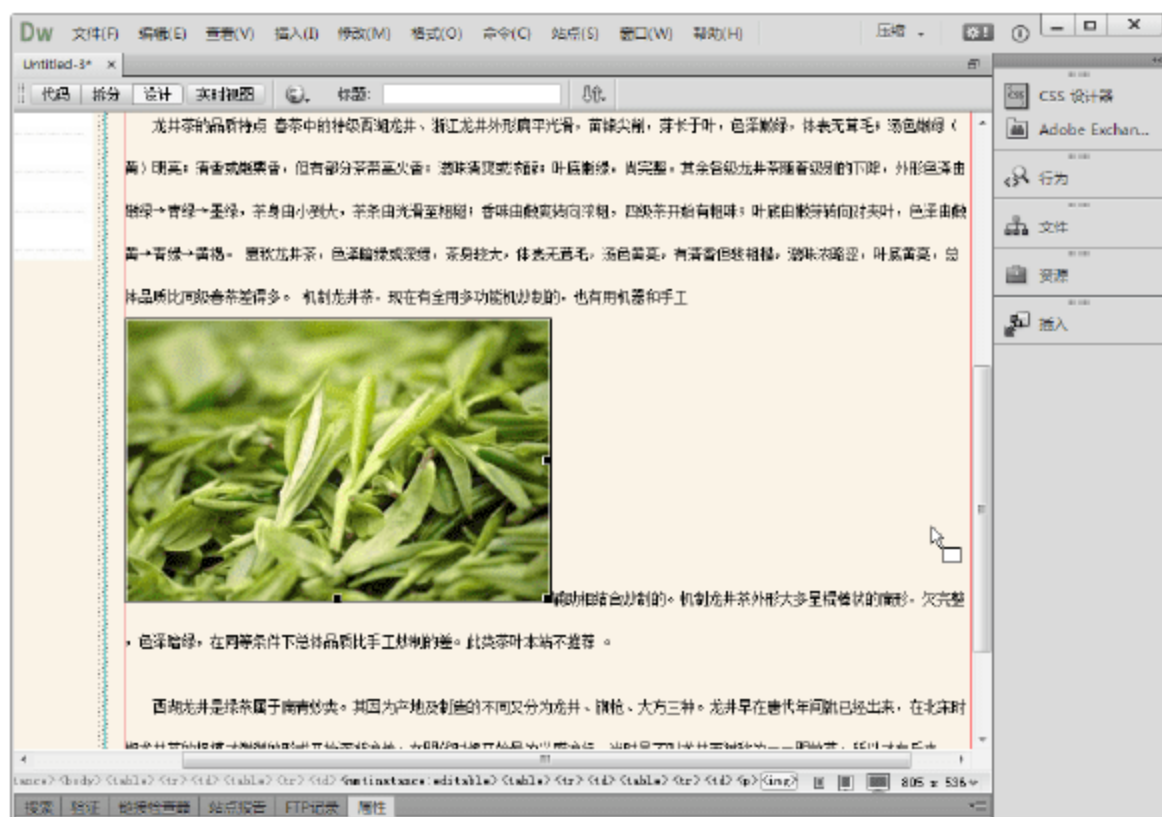 Dw 文件(F) 编辑(E) 查看(V) 插入(I) 修改(M) 格式(O) 命令(C) 站点(S) 窗口(W) 帮助(H) 压缩
Untitled-3* ×
代码 拆分 设计 实时视图 标题:
CSS 设计器
Adobe Exchan...
行为
文件
资源
插入
龙井茶的品质特点 春茶中的特级西湖龙井、浙江龙井外形扁平光滑，苗锋尖削，芽长于叶，色泽嫩绿，体表无茸毛；汤色嫩绿（
黄）明亮；清香或嫩栗香，但有部分茶带高火香；滋味清爽或浓醇；叶底嫩绿，尚完整。其余各级龙井茶随着级别的下降，外形色泽由
嫩绿→青绿→墨绿，茶身由小到大，茶条由光滑至粗糙；香味由嫩爽转向浓粗，四级茶开始有粗味；叶底由嫩芽转向对夹叶，色泽由嫩
黄→青绿→黄褐。 夏秋龙井茶，色泽暗绿或深绿，茶身较大，体表无茸毛，汤色黄亮，有清香但较粗糙，滋味浓略涩，叶底黄亮，总
体品质比同级春茶差得多。 机制龙井茶，现在有全用多功能机炒制的，也有用机器和手工
辅助相结合炒制的。机制龙井茶外形大多呈棍棒状的扁形，欠完整
，色泽暗绿，在同等条件下总体品质比手工炒制的差。此类茶叶本站不推荐 。
西湖龙井是绿茶属于扁青炒类。其因为产地及制造的不同又分为龙井、旗枪、大方三种。龙井早在唐代年间就已经出来，在北宋时
<body> <table> <tr> <td> <table> <tr> <td> <mmtinstance:editable> <table> <tr> <td> <table> <tr> <td> <p> <img> 805 x 536
搜索 验证 链接检查器 站点报告 FTP记录 属性